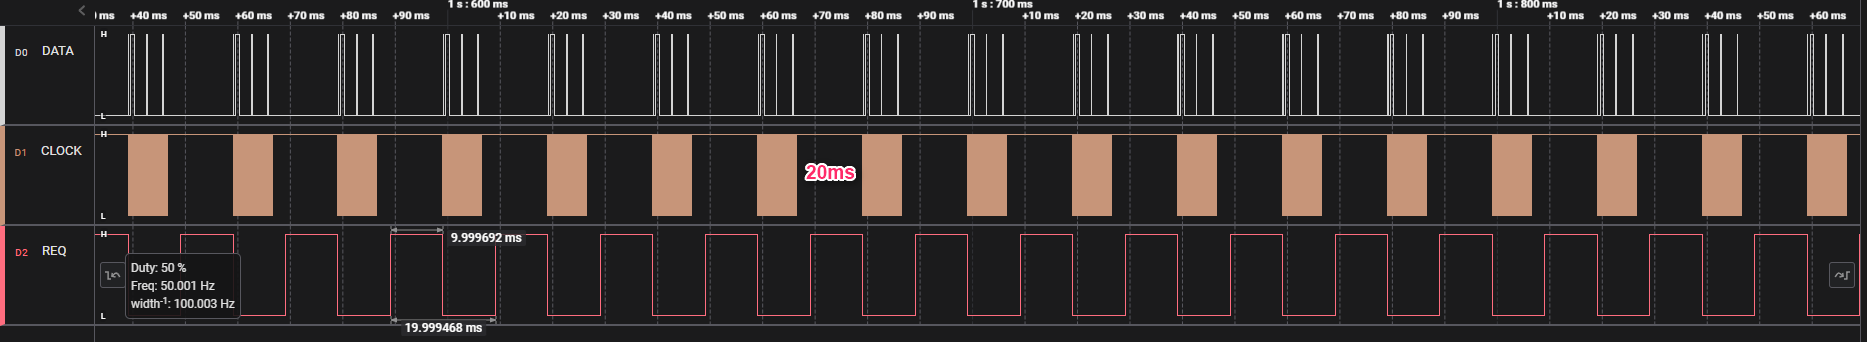 1 s : 600 ms 1 s : 700 ms 1 s : 800 ms
0 ms +40 ms +50 ms +60 ms +70 ms +80 ms +90 ms +10 ms +20 ms +30 ms +40 ms +50 ms +60 ms +70 ms +80 ms +90 ms +10 ms +20 ms +30 ms +40 ms +50 ms +60 ms +70 ms +80 ms +90 ms +10 ms +20 ms +30 ms +40 ms +50 ms +60 ms
H
D0 DATA
L
H
D1 CLOCK
20ms
L
H
9.999692 ms
D2 REQ
Duty: 50 %
Freq: 50.001 Hz
width-1: 100.003 Hz
L
19.999468 ms